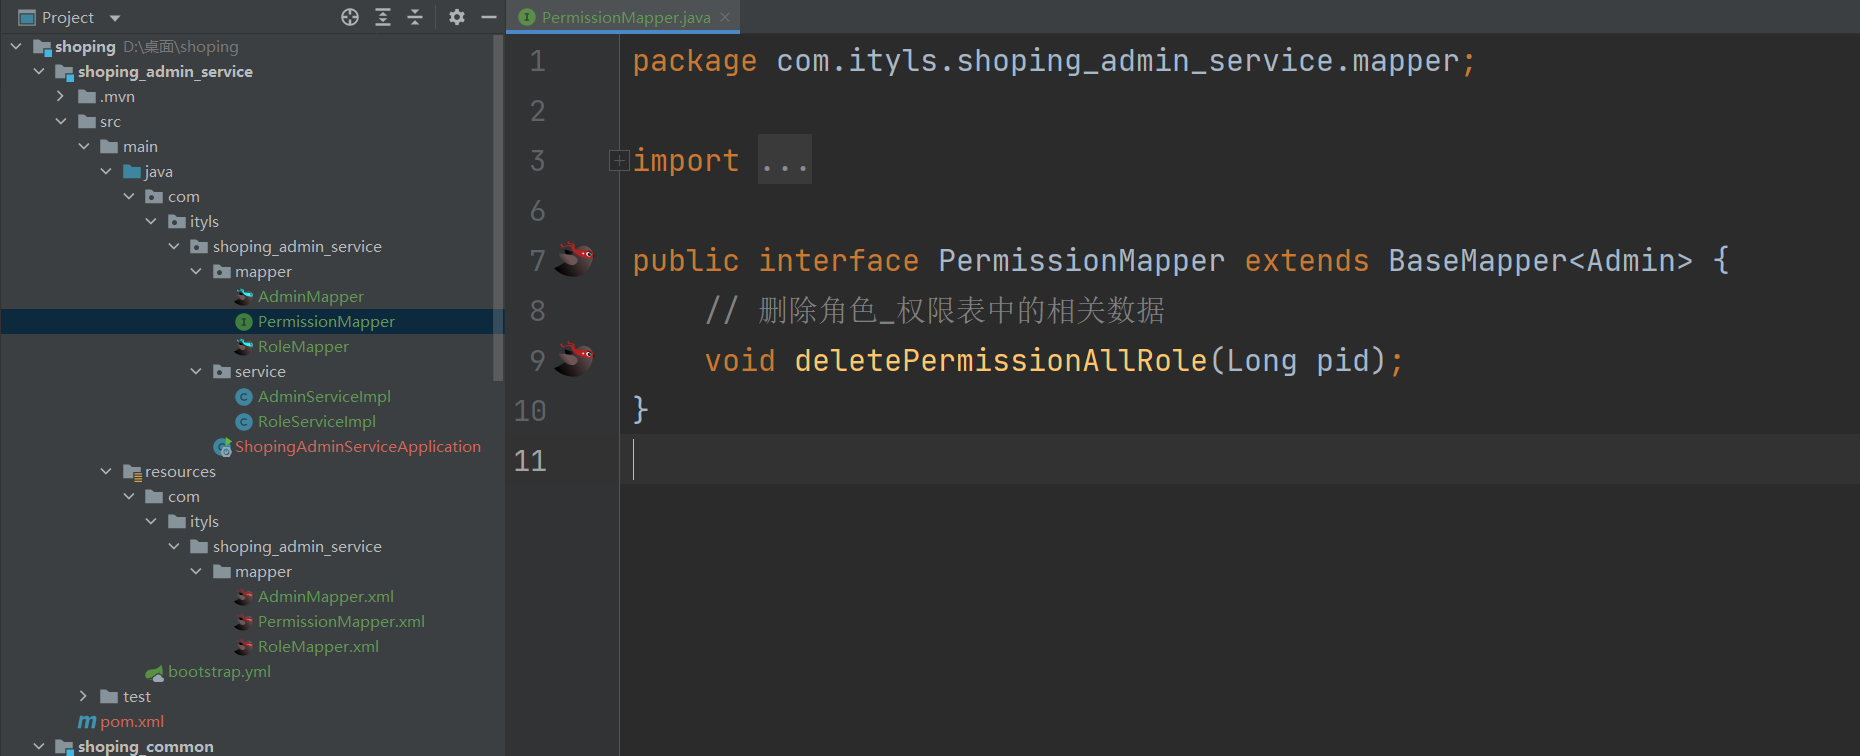 Project
shoping D:\桌面\shoping
shoping_admin_service
.mvn
src
main
java
com
ityls
shoping_admin_service
mapper
AdminMapper
PermissionMapper
RoleMapper
service
AdminServiceImpl
RoleServiceImpl
ShopingAdminServiceApplication
resources
com
ityls
shoping_admin_service
mapper
AdminMapper.xml
PermissionMapper.xml
RoleMapper.xml
bootstrap.yml
test
pom.xml
shoping_common
PermissionMapper.java
1 package com.ityls.shoping_admin_service.mapper;
2
3 import ...
6
7 public interface PermissionMapper extends BaseMapper<Admin> {
8 // 删除角色_权限表中的相关数据
9 void deletePermissionAllRole(Long pid);
10 }
11